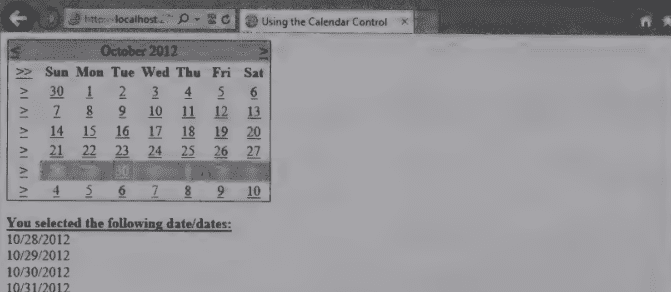 http://localhost... Using the Calendar Control ×
< October 2012 >
>> Sun Mon Tue Wed Thu Fri Sat
> 30 1 2 3 4 5 6
> 7 8 9 10 11 12 13
> 14 15 16 17 18 19 20
> 21 22 23 24 25 26 27
> 30 1
> 4 5 6 7 8 9 10
You selected the following date/dates:
10/28/2012
10/29/2012
10/30/2012
10/31/2012